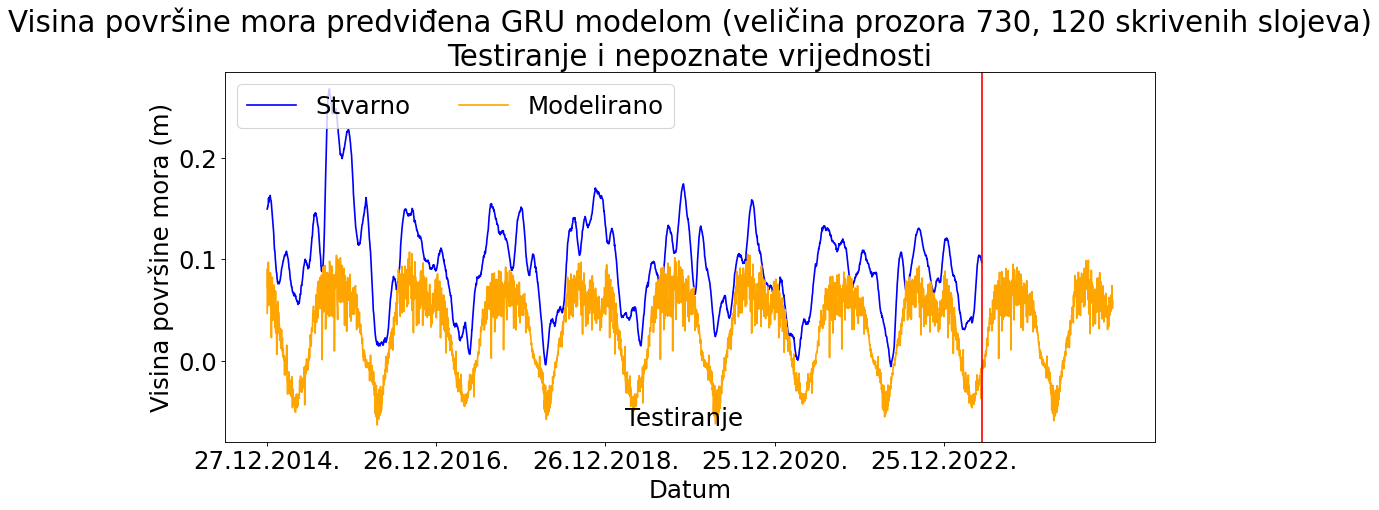 Visina površine mora predviđena GRU modelom (veličina prozora 730, 120 skrivenih slojeva)
Testiranje i nepoznate vrijednosti
Stvarno
Modelirano
Visina površine mora (m)
0.2
0.1
0.0
Testiranje
27.12.2014.
26.12.2016.
26.12.2018.
25.12.2020.
25.12.2022.
Datum